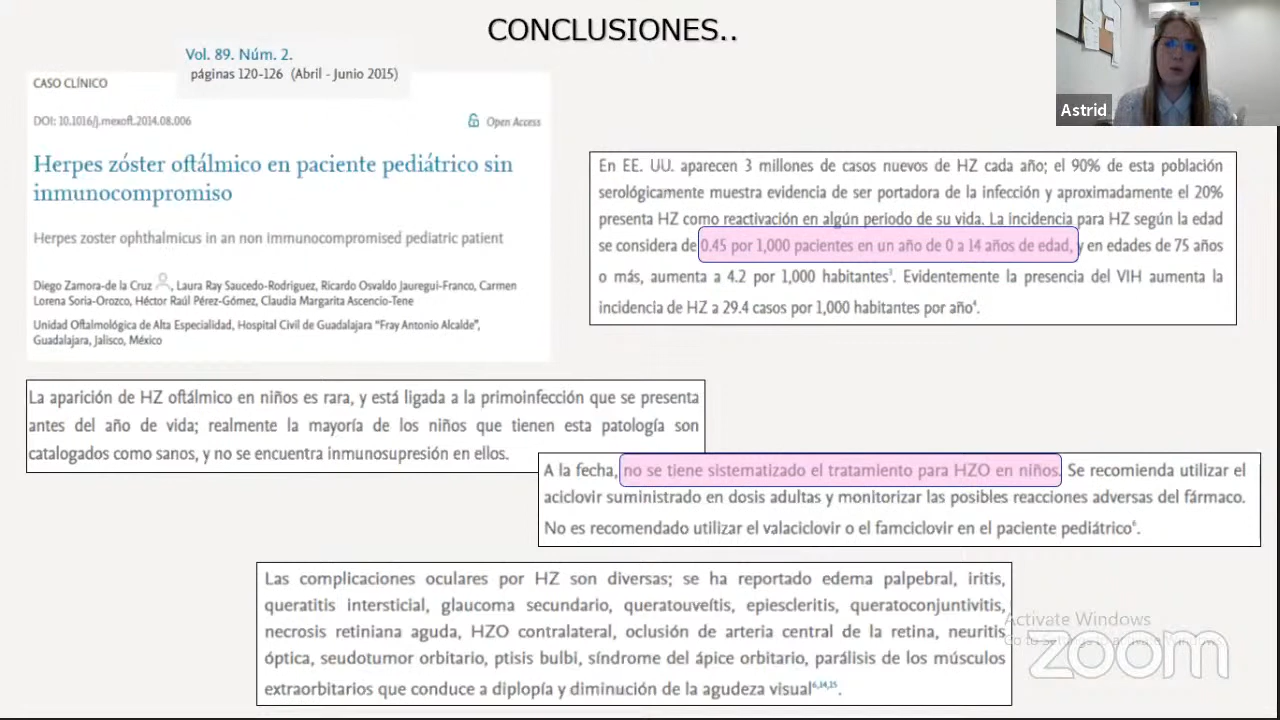 CONCLUSIONES..
Vol. 89. Núm. 2.
páginas 120-126 (Abril - Junio 2015)
CASO CLÍNICO
DOI: 10.1016/j.mexoft.2014.08.006
Open Access
Herpes zóster oftálmico en paciente pediátrico sin
inmunocompromiso
Herpes zoster ophthalmicus in an non immunocompromised pediatric patient
Diego Zamora-de la Cruz, Laura Ray Saucedo-Rodríguez, Ricardo Osvaldo Jauregui-Franco, Carmen
Lorena Soria-Orozco, Héctor Raúl Pérez-Gómez, Claudia Margarita Ascencio-Tene
Unidad Oftalmológica de Alta Especialidad, Hospital Civil de Guadalajara “Fray Antonio Alcalde”,
Guadalajara, Jalisco, México
Astrid
En EE. UU. aparecen 3 millones de casos nuevos de HZ cada año; el 90% de esta población
serológicamente muestra evidencia de ser portadora de la infección y aproximadamente el 20%
presenta HZ como reactivación en algún periodo de su vida. La incidencia para HZ según la edad
se considera de 0.45 por 1,000 pacientes en un año de 0 a 14 años de edad, y en edades de 75 años
o más, aumenta a 4.2 por 1,000 habitantes³. Evidentemente la presencia del VIH aumenta la
incidencia de HZ a 29.4 casos por 1,000 habitantes por año⁴.
La aparición de HZ oftálmico en niños es rara, y está ligada a la primoinfección que se presenta
antes del año de vida; realmente la mayoría de los niños que tienen esta patología son
catalogados como sanos, y no se encuentra inmunosupresión en ellos.
A la fecha, no se tiene sistematizado el tratamiento para HZO en niños. Se recomienda utilizar el
aciclovir suministrado en dosis adultas y monitorizar las posibles reacciones adversas del fármaco.
No es recomendado utilizar el valaciclovir o el famciclovir en el paciente pediátrico⁶.
Las complicaciones oculares por HZ son diversas; se ha reportado edema palpebral, iritis,
queratitis intersticial, glaucoma secundario, queratouveítis, epiescleritis, queratoconjuntivitis,
necrosis retiniana aguda, HZO contralateral, oclusión de arteria central de la retina, neuritis
óptica, seudotumor orbitario, ptisis bulbi, síndrome del ápice orbitario, parálisis de los músculos
extraorbitarios que conduce a diplopía y diminución de la agudeza visual⁶,¹⁴,¹⁵.
Activate Windows
Go to settings to activate
zoom